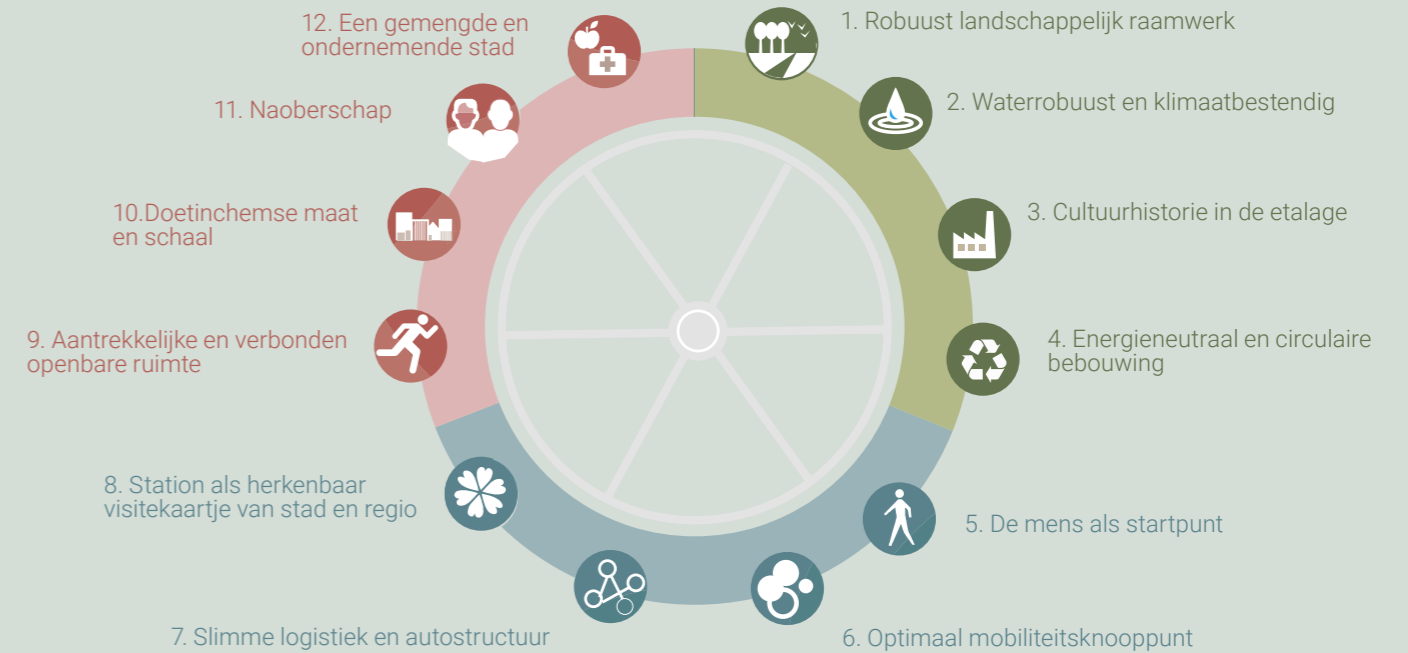 1. Robuust landschappelijk raamwerk
2. Waterrobuust en klimaatbestendig
3. Cultuurhistorie in de etalage
4. Energieneutraal en circulaire
bebouwing
5. De mens als startpunt
6. Optimaal mobiliteitsknooppunt
7. Slimme logistiek en autostructuur
8. Station als herkenbaar
visitekaartje van stad en regio
9. Aantrekkelijke en verbonden
openbare ruimte
10.Doetinchemse maat
en schaal
11. Naoberschap
12. Een gemengde en
ondernemende stad